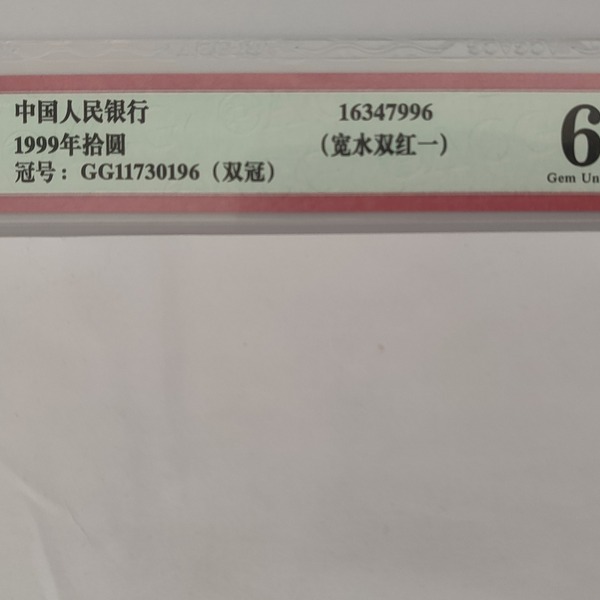 中国人民银行 16347996
1999年拾圆 (宽水双红一)
冠号：GG11730196（双冠）
6
Gem Un